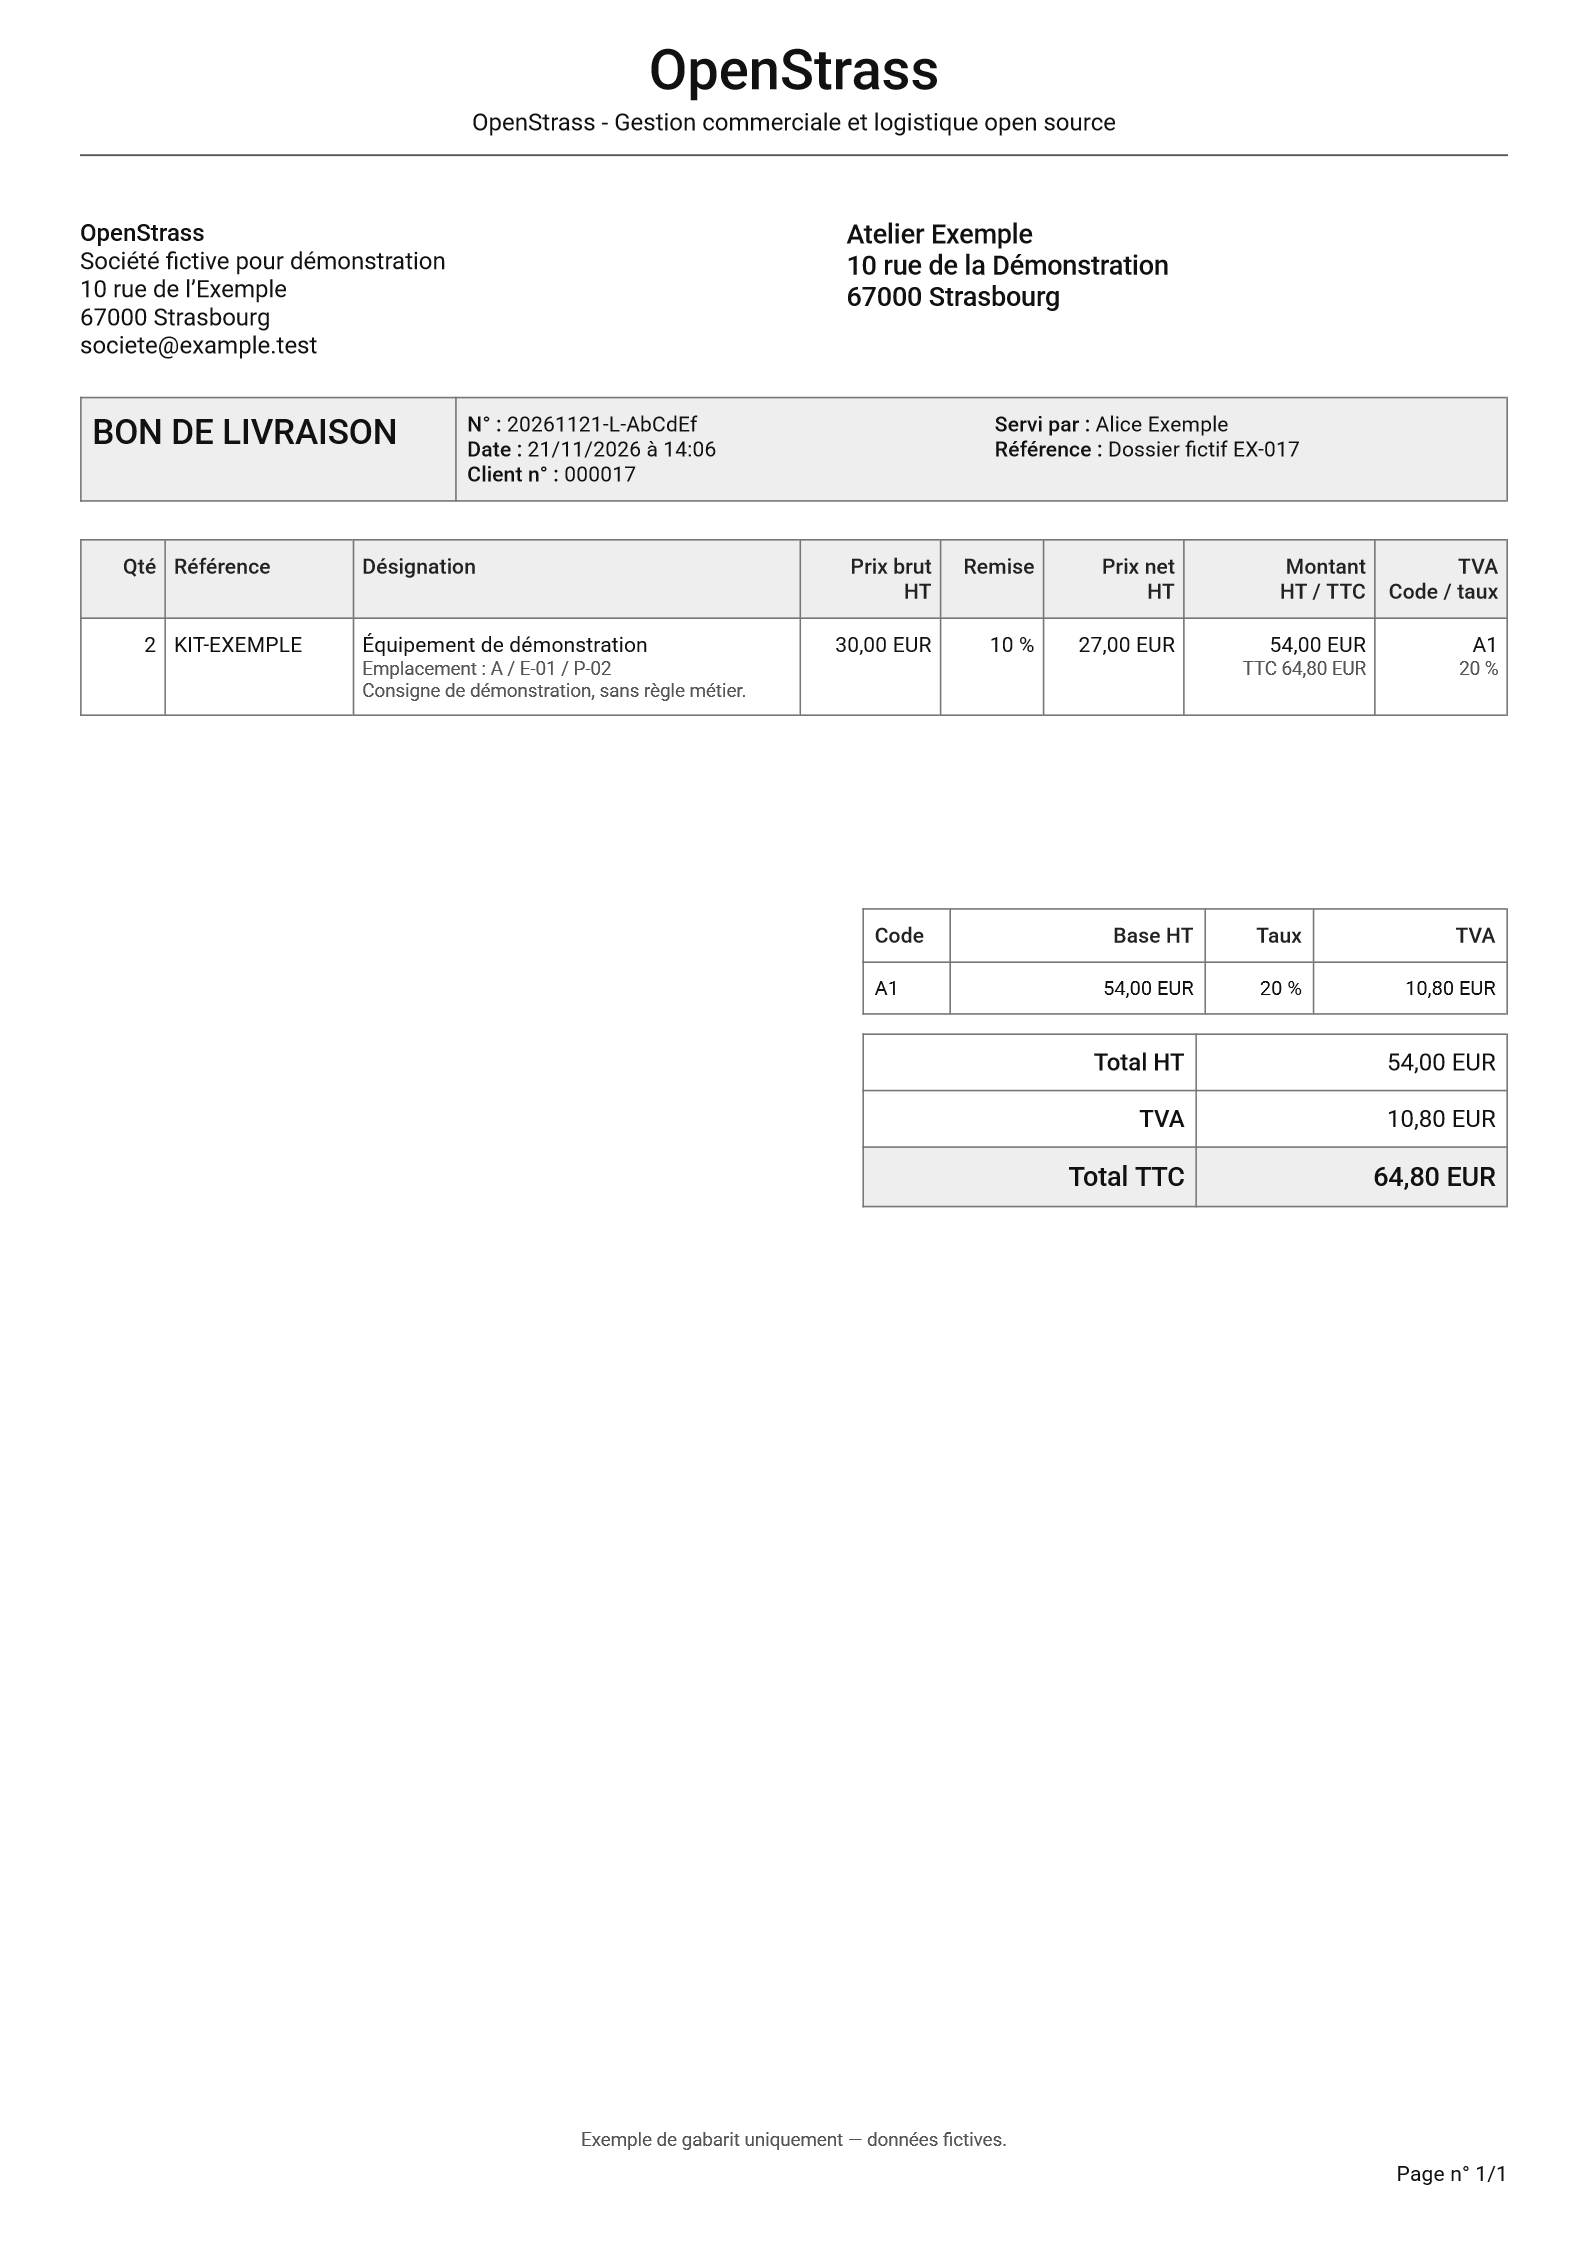 OpenStrass
OpenStrass - Gestion commerciale et logistique open source
OpenStrass
Société fictive pour démonstration
10 rue de l’Exemple
67000 Strasbourg
societe@example.test
Atelier Exemple
10 rue de la Démonstration
67000 Strasbourg
BON DE LIVRAISON
N° : 20261121-L-AbCdEf
Date : 21/11/2026 à 14:06
Client n° : 000017
Servi par : Alice Exemple
Référence : Dossier fictif EX-017
Qté Référence Désignation Prix brut Remise Prix net Montant TVA
HT HT HT / TTC Code / taux
2 KIT-EXEMPLE Équipement de démonstration 30,00 EUR 10 % 27,00 EUR 54,00 EUR A1
Emplacement : A / E-01 / P-02 TTC 64,80 EUR 20 %
Consigne de démonstration, sans règle métier.
Code Base HT Taux TVA
A1 54,00 EUR 20 % 10,80 EUR
Total HT 54,00 EUR
TVA 10,80 EUR
Total TTC 64,80 EUR
Exemple de gabarit uniquement — données fictives.
Page n° 1/1